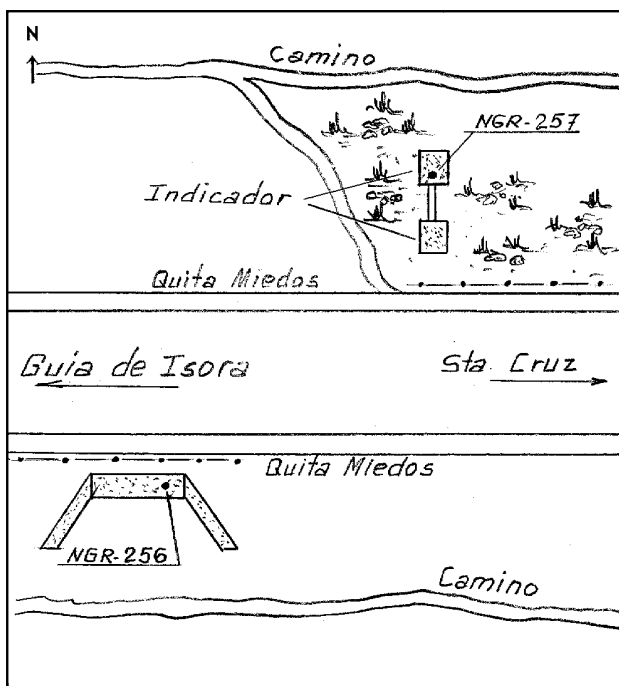 N
Camino
NGR-257
Indicador
Quita Miedos
Guia de Isora
Sta. Cruz
Quita Miedos
NGR-256
Camino